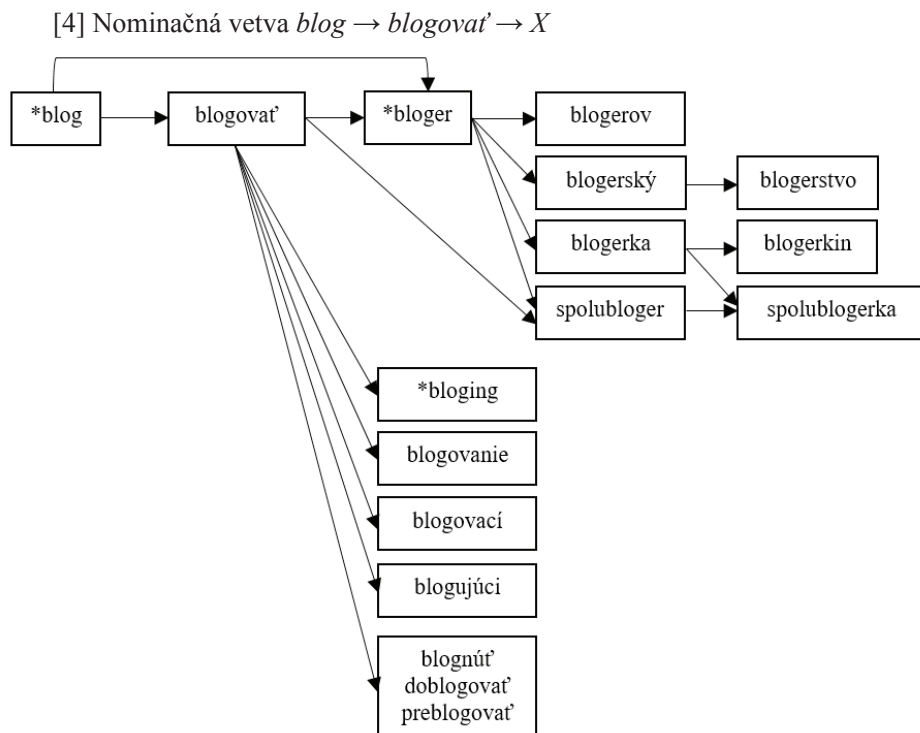 [4] Nominačná vetva blog → blogovať → X
*blog
blogovať
*bloger
blogerov
blogerský
blogerstvo
blogerka
blogerkin
spolubloger
spolublogerka
*bloging
blogovanie
blogovací
blogujúci
blognúť
doblogovať
preblogovať